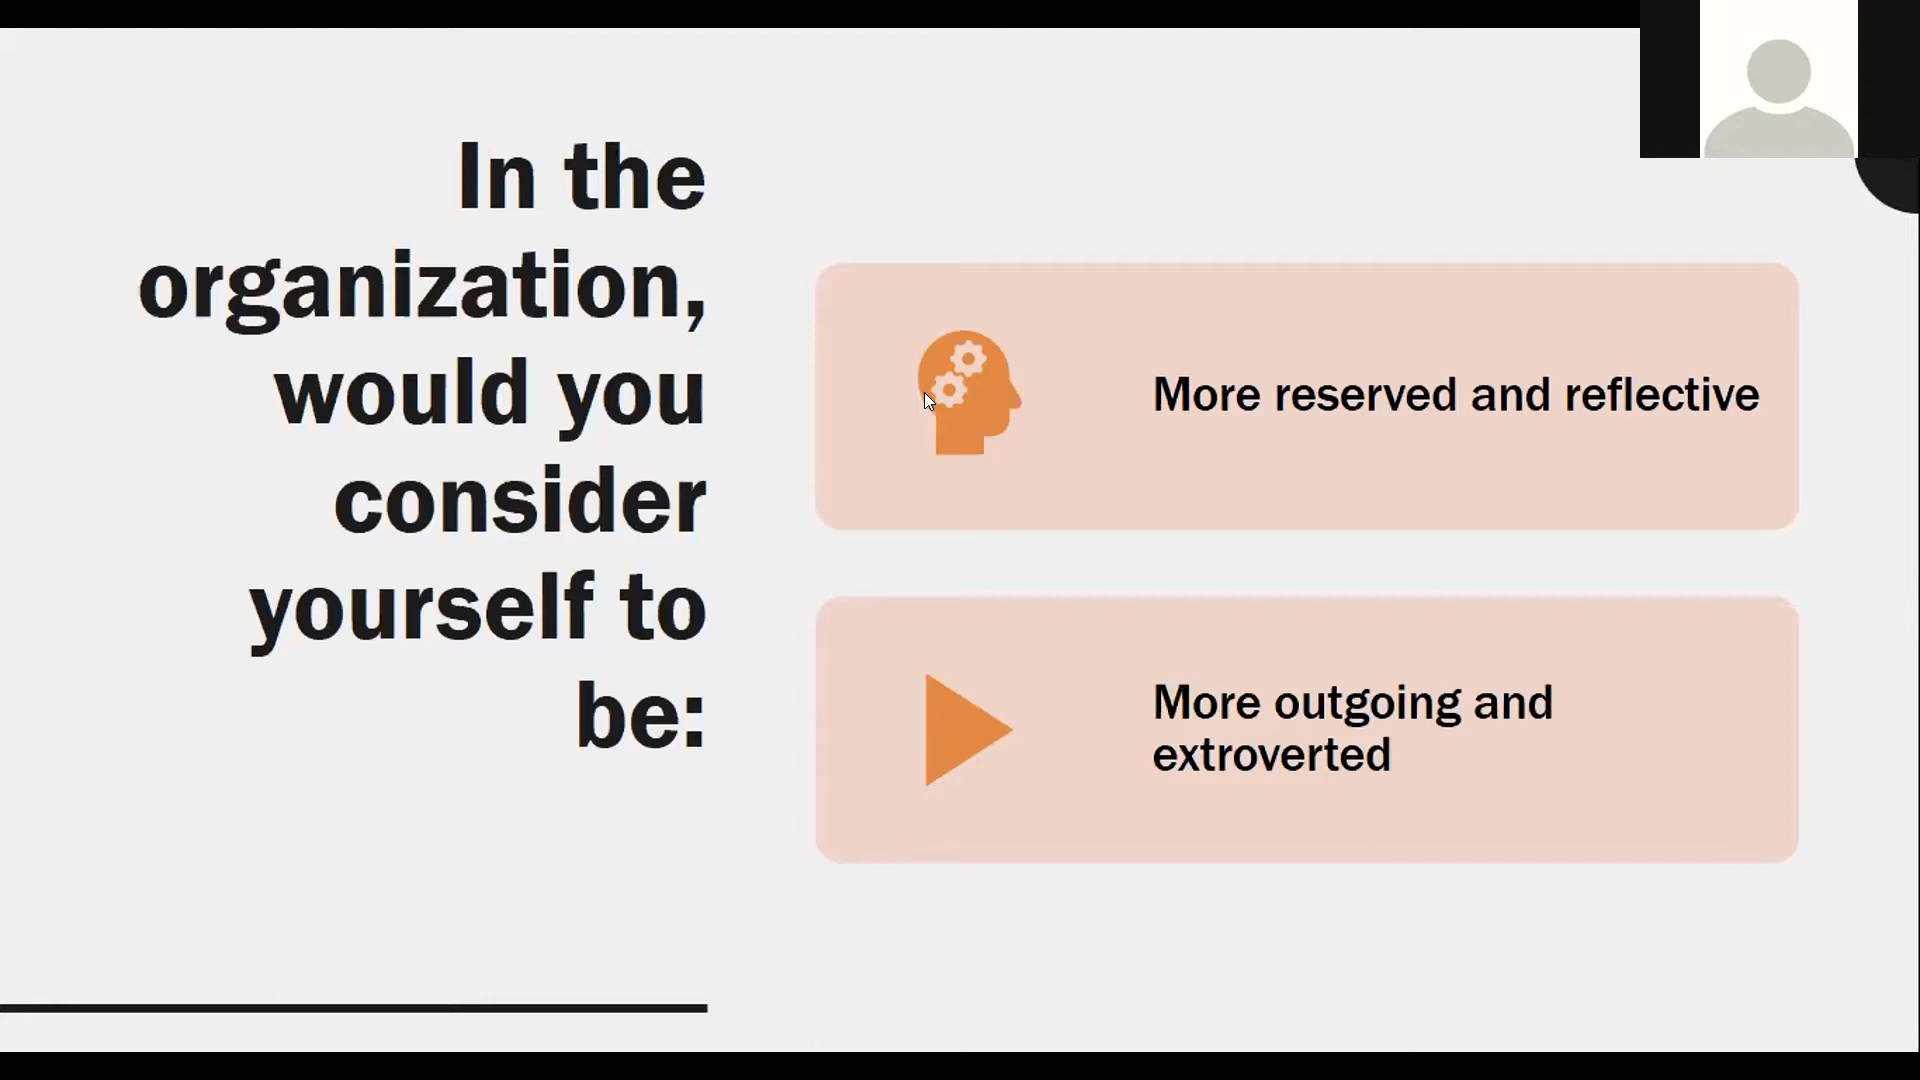 In the
organization,
would you
consider
yourself to
be:
More reserved and reflective
More outgoing and
extroverted